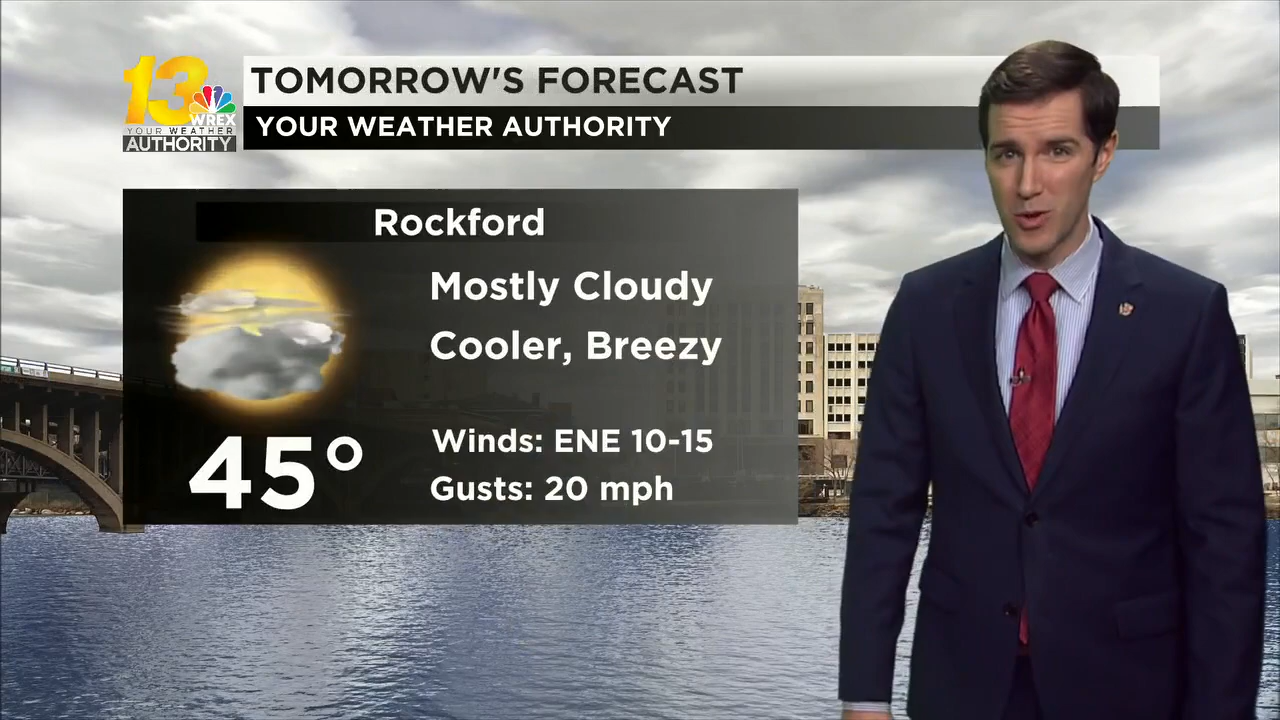 13
WREX
YOUR WEATHER
AUTHORITY
TOMORROW'S FORECAST
YOUR WEATHER AUTHORITY
Rockford
Mostly Cloudy
Cooler, Breezy
45°
Winds: ENE 10-15
Gusts: 20 mph